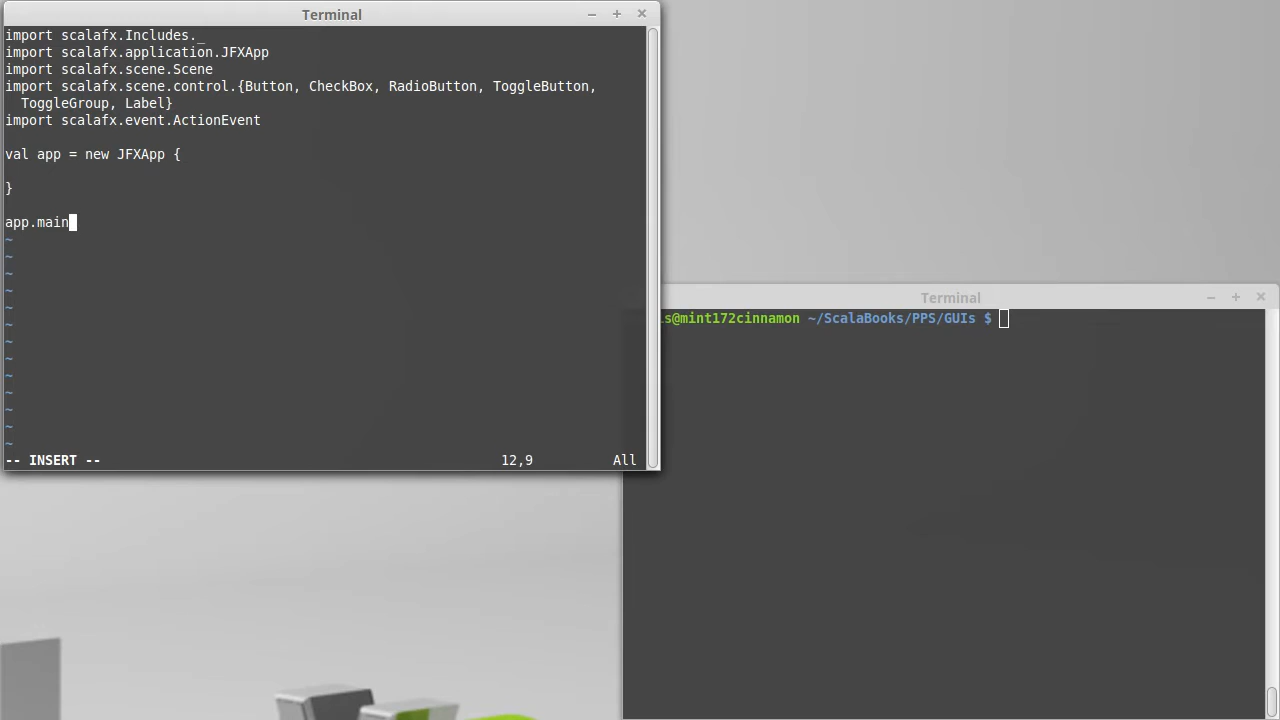 Terminal
import scalafx.Includes._
import scalafx.application.JFXApp
import scalafx.scene.Scene
import scalafx.scene.control.{Button, CheckBox, RadioButton, ToggleButton,
  ToggleGroup, Label}
import scalafx.event.ActionEvent
val app = new JFXApp {
}
app.main
~
~
~
~
~
~
~
~
~
~
~
~
~
-- INSERT --    12,9    All
Terminal
s@mint172cinnamon ~/ScalaBooks/PPS/GUIs $